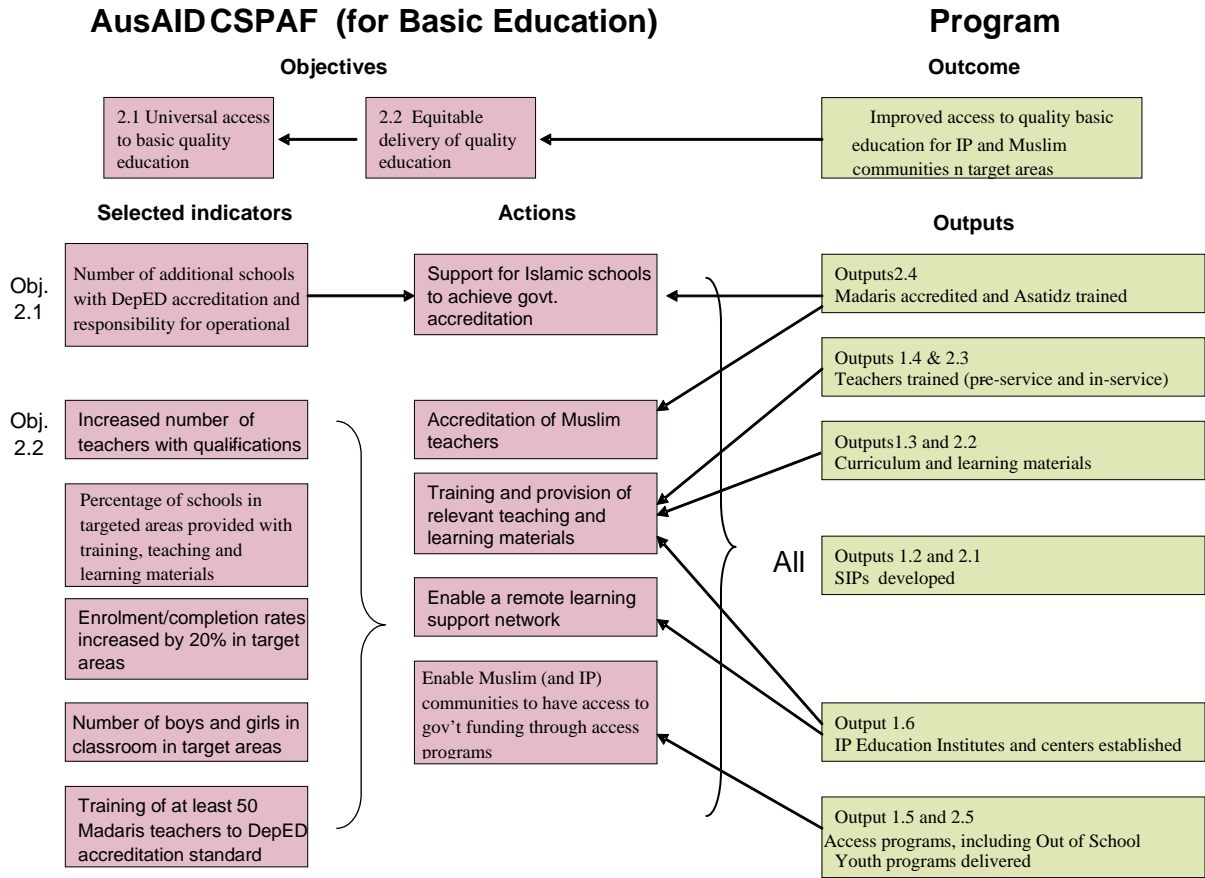 AusAID CSPAF (for Basic Education)
Program
Objectives
Outcome
2.1 Universal access
to basic quality
education
2.2 Equitable
delivery of quality
education
Improved access to quality basic
education for IP and Muslim
communities n target areas
Selected indicators
Actions
Outputs
Obj.
2.1
Number of additional schools
with DepED accreditation and
responsibility for operational
Support for Islamic schools
to achieve govt.
accreditation
Outputs2.4
Madaris accredited and Asatidz trained
Outputs 1.4 & 2.3
Teachers trained (pre-service and in-service)
Obj.
2.2
Increased number of
teachers with qualifications
Accreditation of Muslim
teachers
Outputs1.3 and 2.2
Curriculum and learning materials
Percentage of schools in
targeted areas provided with
training, teaching and
learning materials
Training and provision of
relevant teaching and
learning materials
All
Outputs 1.2 and 2.1
SIPs developed
Enrolment/completion rates
increased by 20% in target
areas
Enable a remote learning
support network
Number of boys and girls in
classroom in target areas
Enable Muslim (and IP)
communities to have access to
gov't funding through access
programs
Output 1.6
IP Education Institutes and centers established
Training of at least 50
Madaris teachers to DepED
accreditation standard
Output 1.5 and 2.5
Access programs, including Out of School
Youth programs delivered